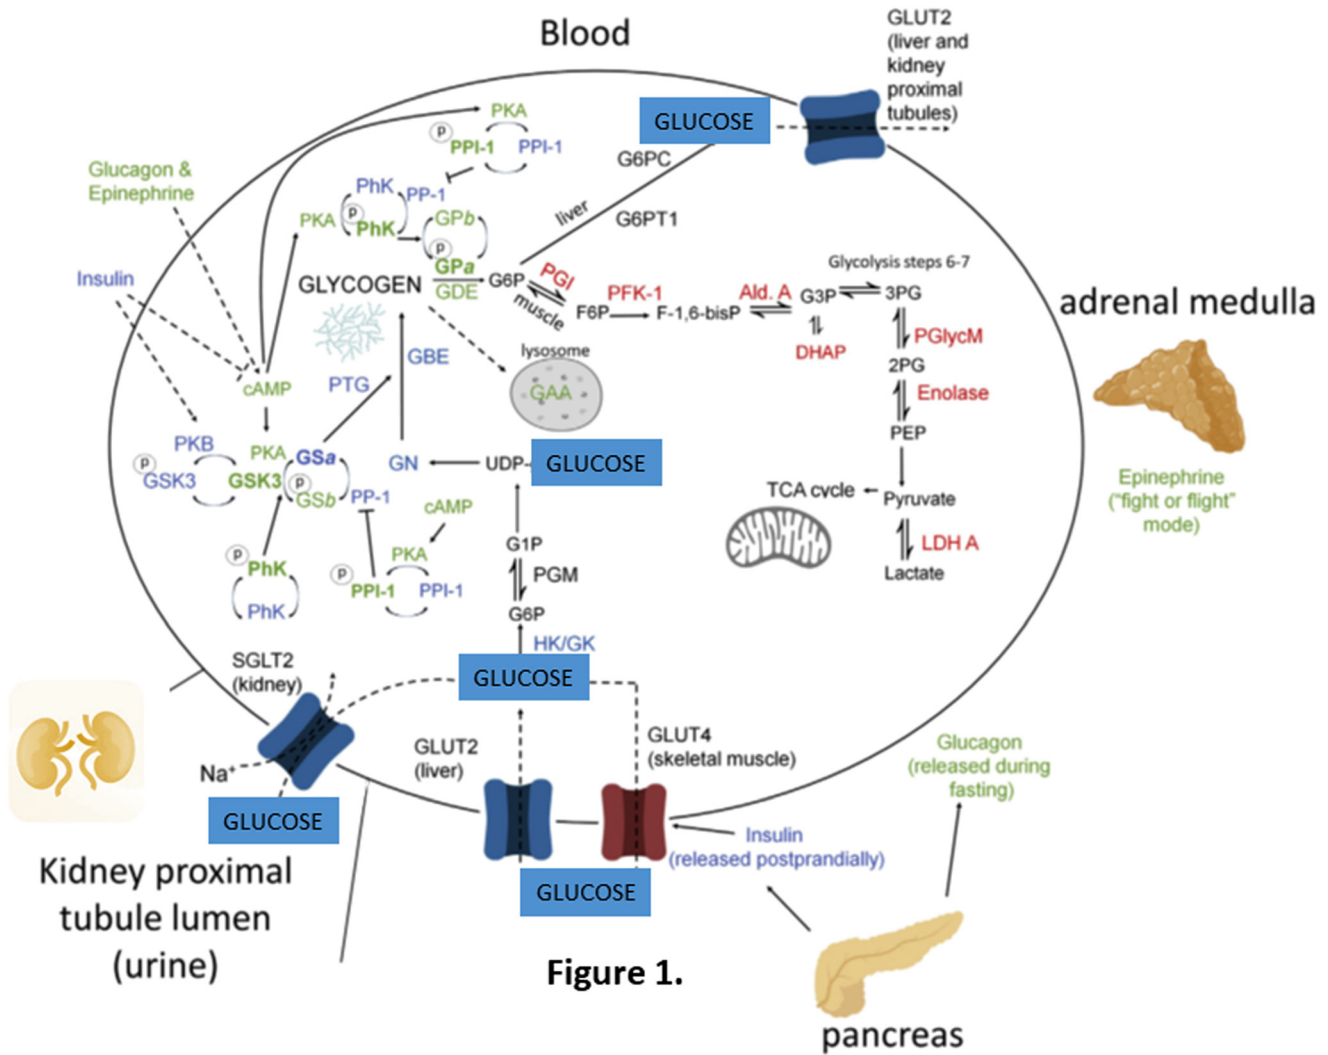 Blood
GLUT2
(liver and
kidney
proximal
tubules)
GLUCOSE
PKA
P
PPI-1
PPI-1
G6PC
Glucagon &
Epinephrine
PhK
PP-1
PKA
P
PhK
GPb
P
GPa
liver
G6PT1
Insulin
GLYCOGEN
GDE
G6P
PGI
muscle
F6P
PFK-1
F-1,6-bisP
Ald. A
Glycolysis steps 6-7
G3P
3PG
DHAP
PGlycM
2PG
Enolase
PEP
TCA cycle
Pyruvate
LDH A
Lactate
adrenal medulla
Epinephrine
("fight or flight"
mode)
lysosome
GAA
GBE
PTG
cAMP
PKB
PKA
GSa
P
GSK3
GSK3
P
GSb
PP-1
GN
UDP-
GLUCOSE
cAMP
P
PhK
PhK
PKA
P
PPI-1
PPI-1
G1P
PGM
G6P
HK/GK
GLUCOSE
SGLT2
(kidney)
Na+
GLUCOSE
GLUT2
(liver)
GLUT4
(skeletal muscle)
GLUCOSE
Insulin
(released postprandially)
Glucagon
(released during
fasting)
Kidney proximal
tubule lumen
(urine)
Figure 1.
pancreas